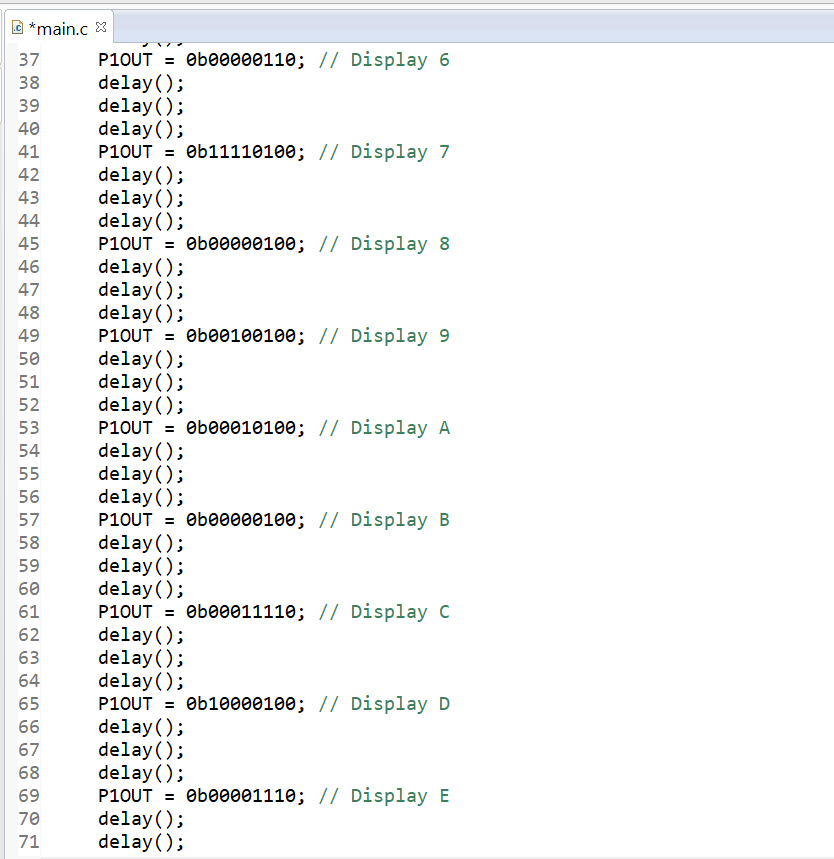 *main.c
37 P1OUT = 0b00000110; // Display 6
38 delay();
39 delay();
40 delay();
41 P1OUT = 0b11110100; // Display 7
42 delay();
43 delay();
44 delay();
45 P1OUT = 0b00000100; // Display 8
46 delay();
47 delay();
48 delay();
49 P1OUT = 0b00100100; // Display 9
50 delay();
51 delay();
52 delay();
53 P1OUT = 0b00010100; // Display A
54 delay();
55 delay();
56 delay();
57 P1OUT = 0b00000100; // Display B
58 delay();
59 delay();
60 delay();
61 P1OUT = 0b00011110; // Display C
62 delay();
63 delay();
64 delay();
65 P1OUT = 0b10000100; // Display D
66 delay();
67 delay();
68 delay();
69 P1OUT = 0b00001110; // Display E
70 delay();
71 delay();